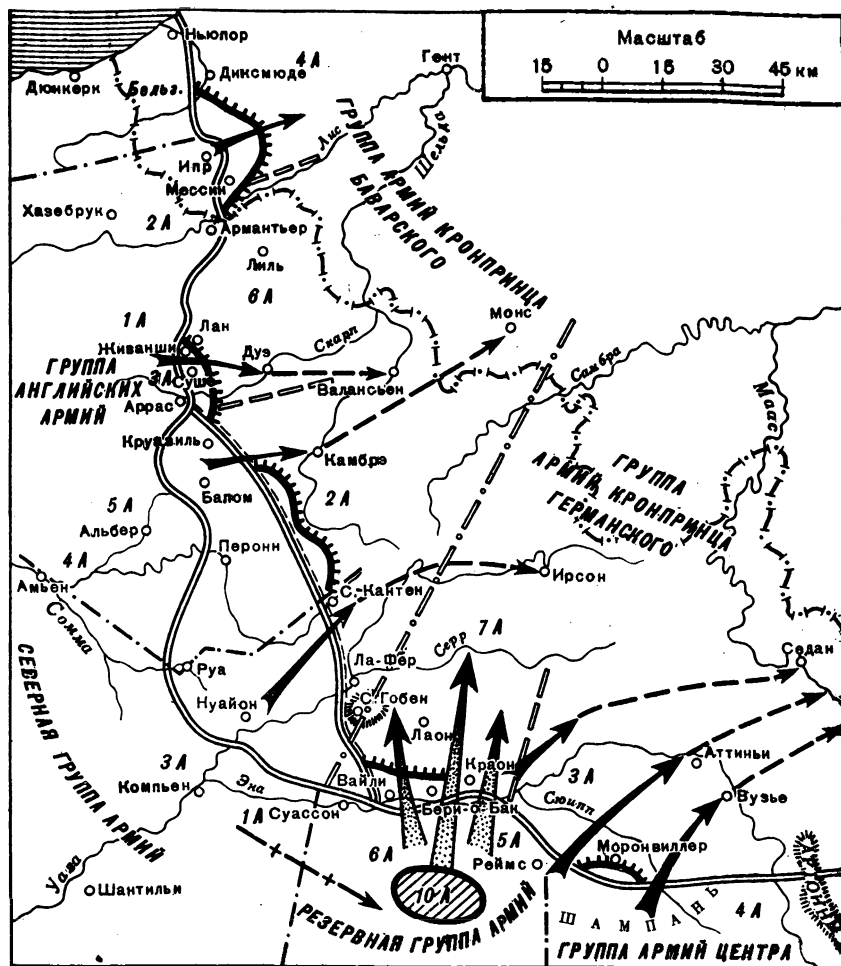 Масштаб
15 0 15 30 45 км
Ньюпор
4 А
Диксмюде
Гент
Дюнкерк
Бельг.
ГРУППА АРМИЙ КРОНПРИНЦА
БАВАРСКОГО
Лис
Шельда
Ипр
Мессин
Хазебрук
2 А
Армантьер
Лиль
6 А
Монс
1 А
Лан
Скарп
Живанши
Дуэ
Самбра
Маас
ГРУППА
АНГЛИЙСКИХ
АРМИЙ
3 А
Суше
Валансьен
Аррас
Круазиль
Камбрэ
ГРУППА
АРМИЙ КРОНПРИНЦА
ГЕРМАНСКОГО
Бапом
2 А
5 А
Альбер
Перонн
4 А
Амьен
Сомма
С.-Кантен
Ирсон
7 А
Серр
Седан
Руа
Ла-Фер
СЕВЕРНАЯ ГРУППА АРМИЙ
Нуайон
С. Гобен
Лаон
Аттиньи
3 А
Краон
3 А
Компьен
Эна
Вайли
Вузье
Суассон
Бери-о-Бак
Сюипп
1 А
6 А
5 А
Моронвиллер
Реймс
Уаза
Шантильи
10 А
АРГОННЫ
РЕЗЕРВНАЯ ГРУППА АРМИЙ
ШАМПАНЬ
4 А
ГРУППА АРМИЙ ЦЕНТРА